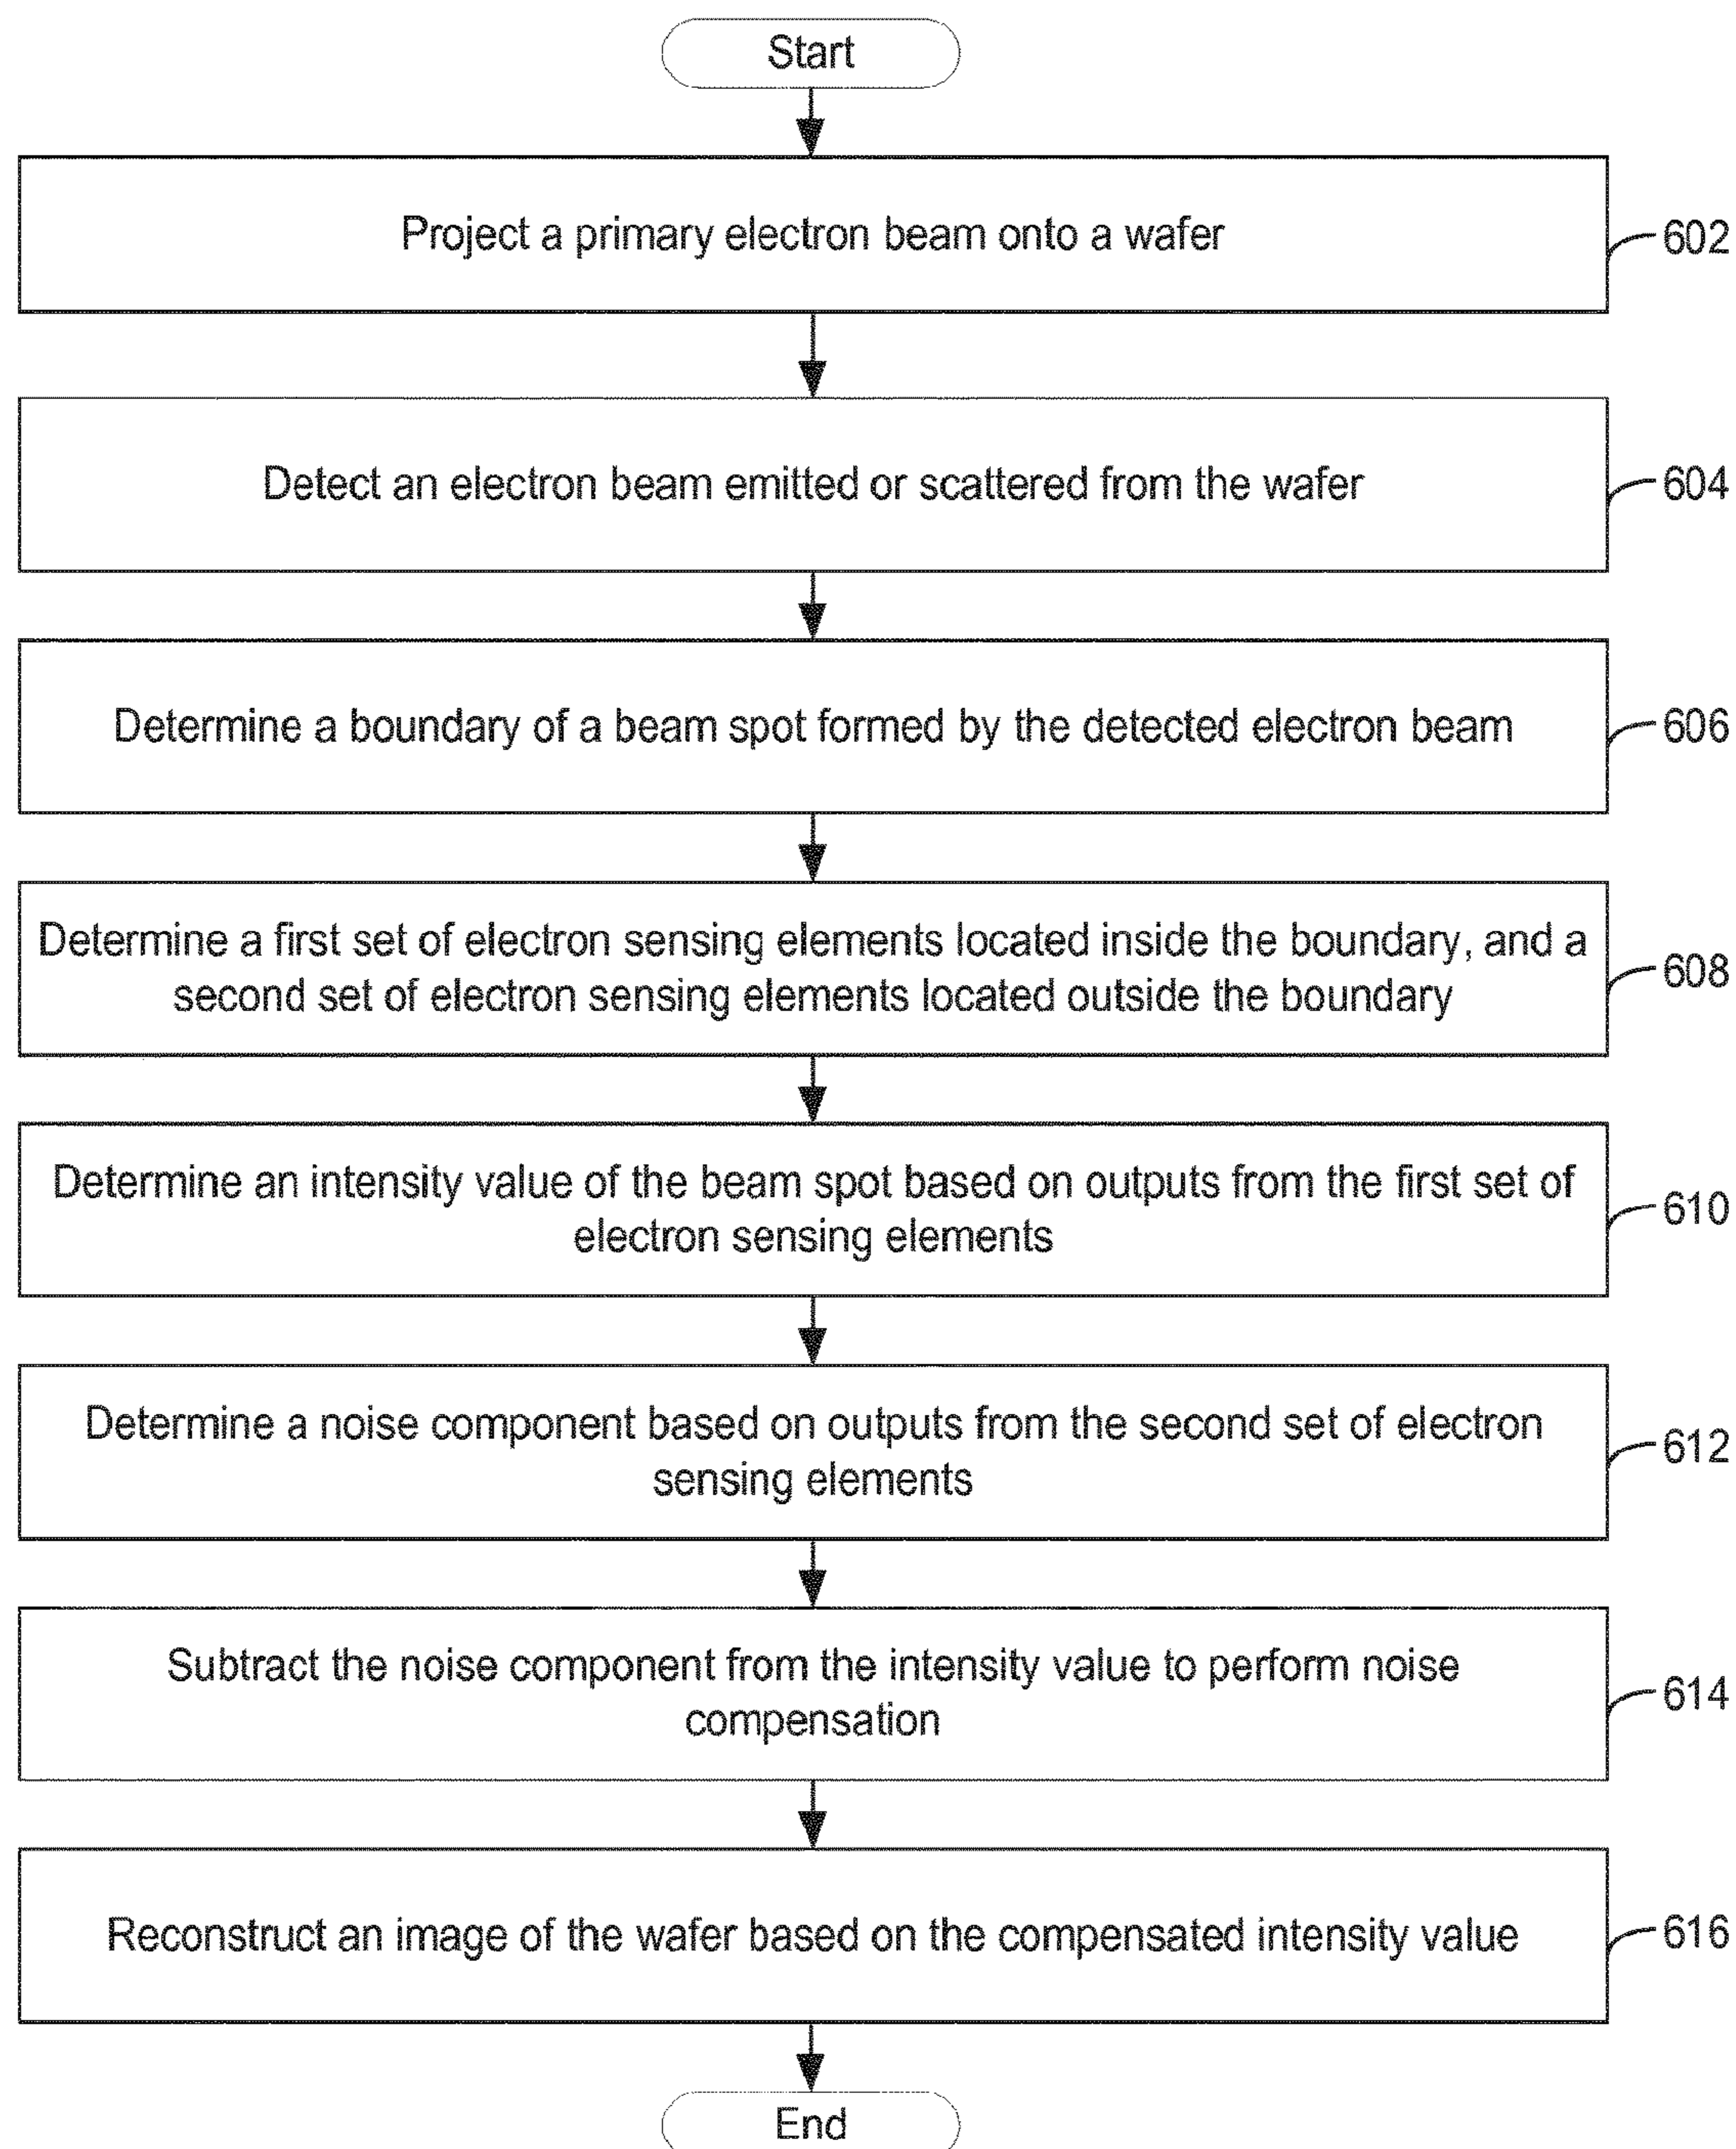 Start
Project a primary electron beam onto a wafer
602
Detect an electron beam emitted or scattered from the wafer
604
Determine a boundary of a beam spot formed by the detected electron beam
606
Determine a first set of electron sensing elements located inside the boundary, and a
second set of electron sensing elements located outside the boundary
608
Determine an intensity value of the beam spot based on outputs from the first set of
electron sensing elements
610
Determine a noise component based on outputs from the second set of electron
sensing elements
612
Subtract the noise component from the intensity value to perform noise
compensation
614
Reconstruct an image of the wafer based on the compensated intensity value
616
End